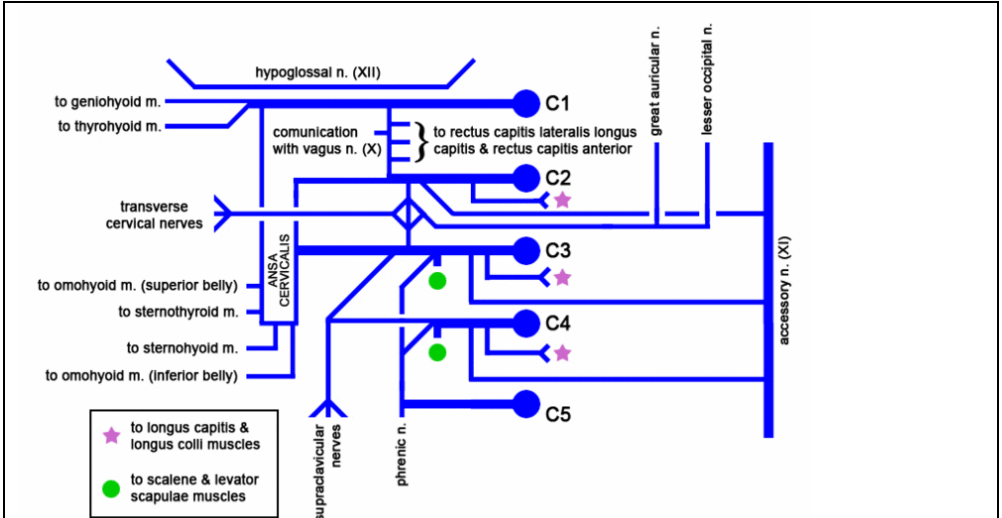 great auricular n.
lesser occipital n.
hypoglossal n. (XII)
to geniohyoid m.
C1
to thyrohyoid m.
comunication
with vagus n. (X)
to rectus capitis lateralis longus
capitis & rectus capitis anterior
C2
transverse
cervical nerves
C3
ANSA
CERVICALIS
accessory n. (XI)
to omohyoid m. (superior belly)
to sternothyroid m.
C4
to sternohyoid m.
to omohyoid m. (inferior belly)
C5
supraclavicular
nerves
phrenic n.
to longus capitis &
longus colli muscles
to scalene & levator
scapulae muscles